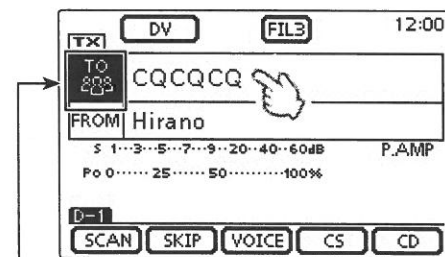 DV FIL3 12:00
TX
TO CQCQCQ
FROM Hirano
S 1···3···5···7···9···20···40···60dB P.AMP
Po 0······25······50··········100%
D-1
SCAN SKIP VOICE CS CD